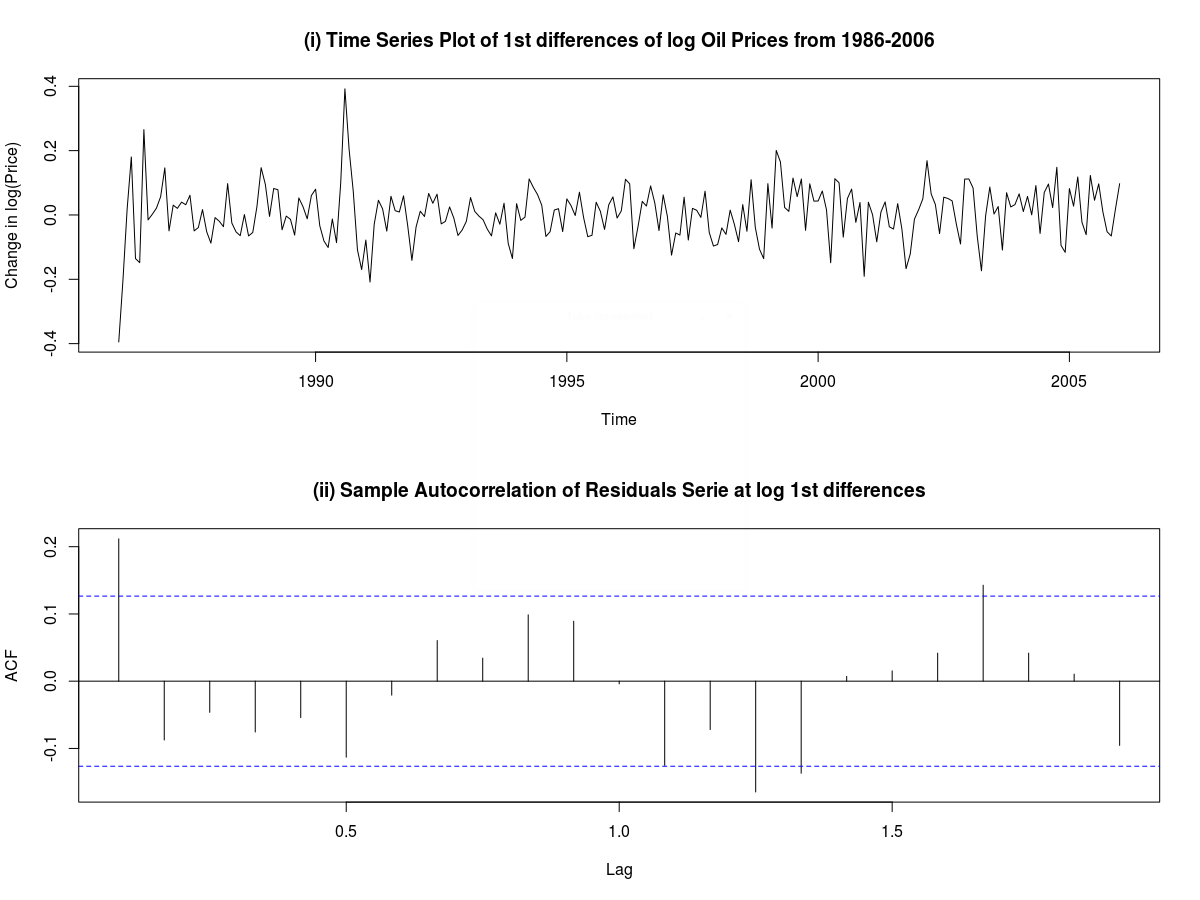 (i) Time Series Plot of 1st differences of log Oil Prices from 1986-2006
Change in log(Price)
0.4
0.2
0.0
-0.2
-0.4
1990 1995 2000 2005
Time
(ii) Sample Autocorrelation of Residuals Serie at log 1st differences
ACF
0.2
0.1
0.0
-0.1
0.5 1.0 1.5
Lag